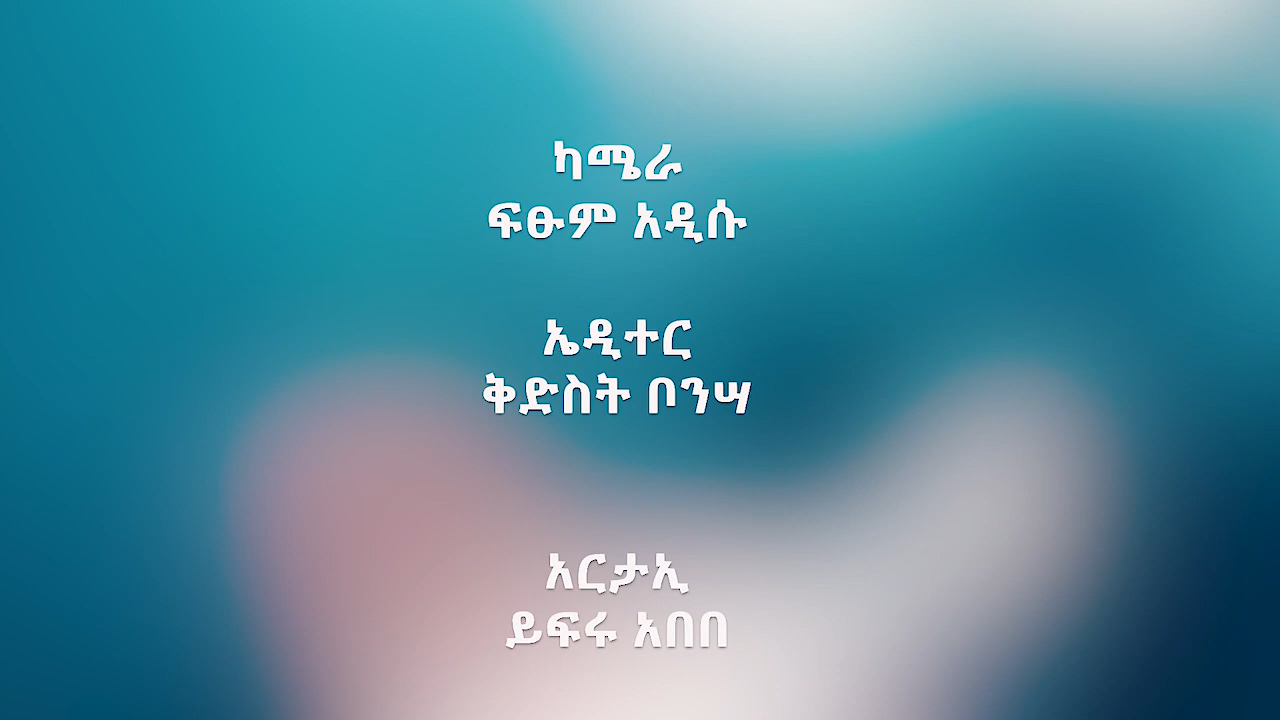 ካሜራ
ፍፁም አዲሱ
ኤዲተር
ቅድስት ቦንሣ
አርታኢ
ይፍሩ አበበ